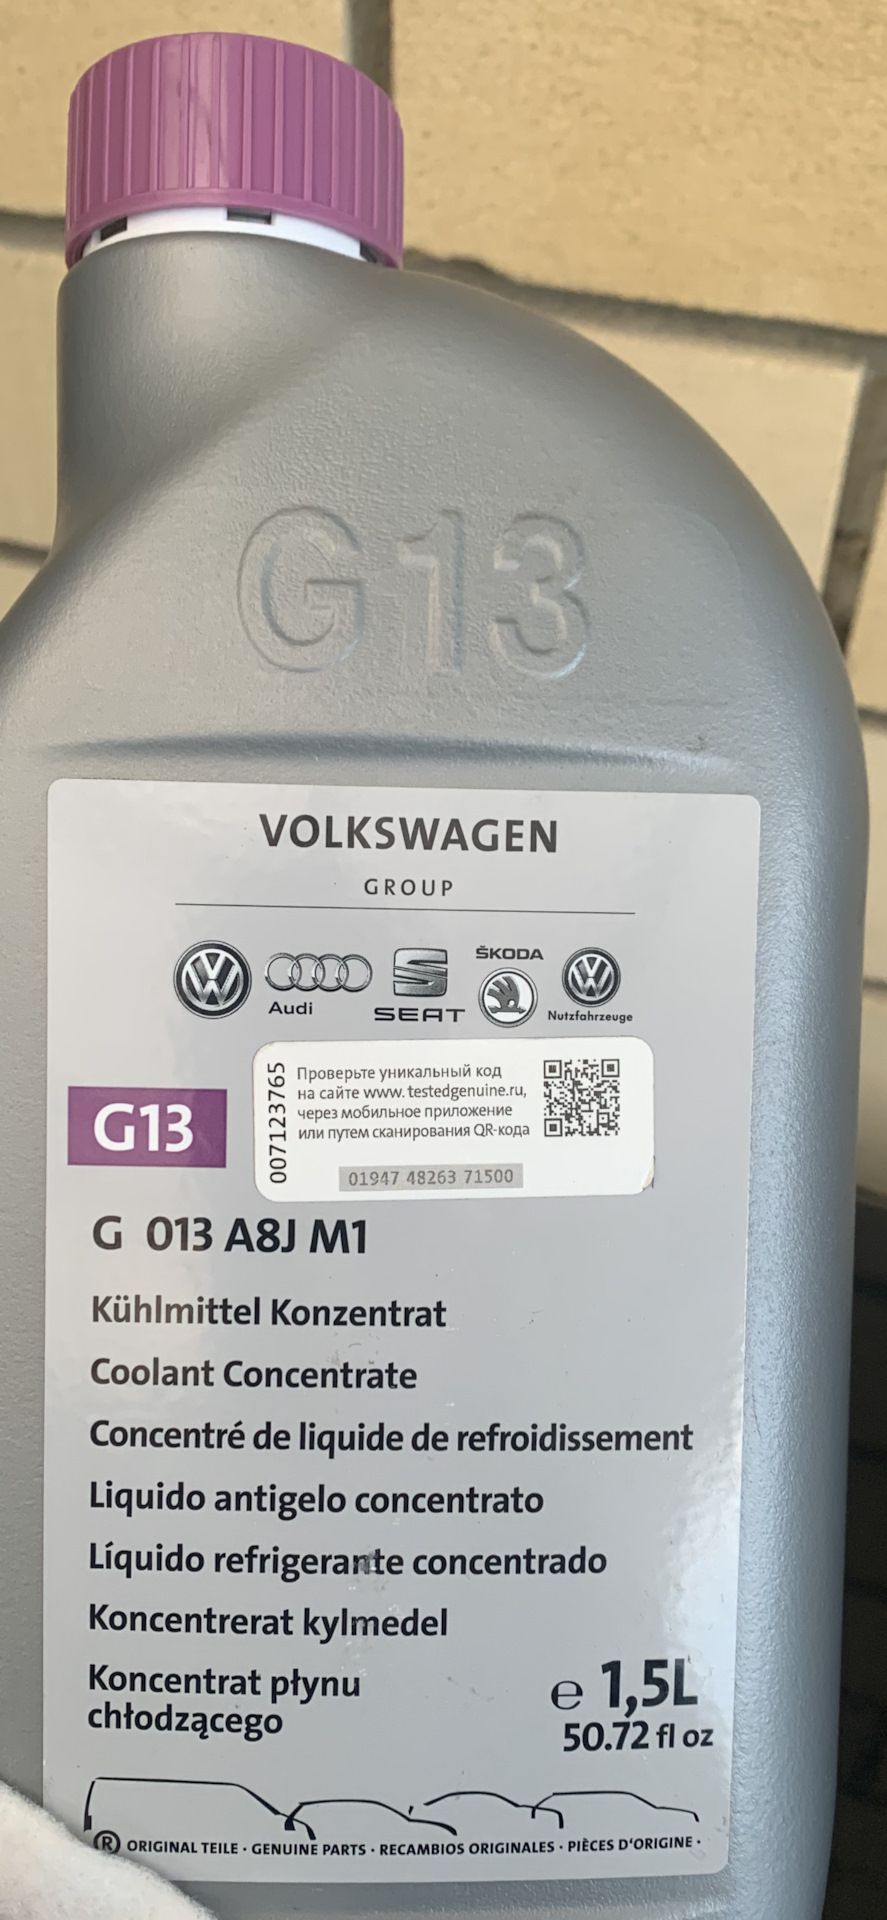 G13
VOLKSWAGEN
GROUP
Audi
SEAT
ŠKODA
Nutzfahrzeuge
G13
007123765
Проверьте уникальный код
на сайте www. testedgenuine.ru,
через мобильное приложение
или путем сканирования QR-кода
01947 48263 71500
G 013 A8J M1
Kühlmittel Konzentrat
Coolant Concentrate
Concentré de liquide de refroidissement
Liquido antigelo concentrato
Líquido refrigerante concentrado
Koncentrerat kylmedel
Koncentrat płynu
chłodzącego
e 1,5L
50.72 fl oz
® ORIGINAL TEILE · GENUINE PARTS · RECAMBIOS ORIGINALES · PIÈCES D'ORIGINE ·